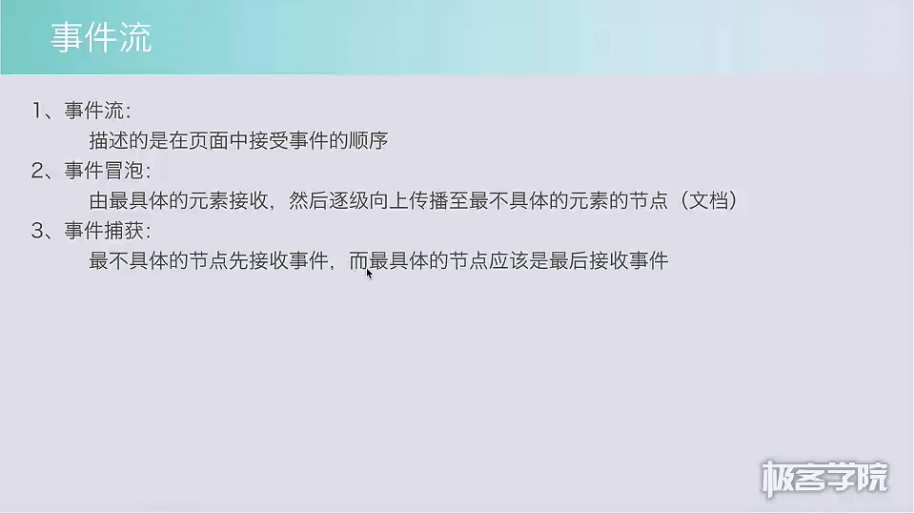 事件流
1、事件流：
描述的是在页面中接受事件的顺序
2、事件冒泡：
由最具体的元素接收，然后逐级向上传播至最不具体的元素的节点（文档）
3、事件捕获：
最不具体的节点先接收事件，而最具体的节点应该是最后接收事件
极客学院